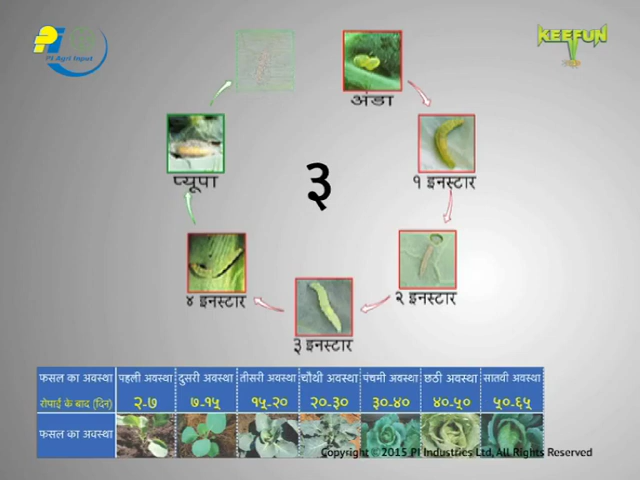 PI
PI Agri Input
KEEFUN
अंडा
प्यूपा
३
१ इनस्टार
४ इनस्टार
२ इनस्टार
३ इनस्टार
फसल का अवस्था पहली अवस्था दुसरी अवस्था तीसरी अवस्था चौथी अवस्था पंचमी अवस्था छठी अवस्था सातवी अवस्था
रोपाई के बाद (दिन) २-७ ७-१५ १५-२० २०-३० ३०-४० ४०-५० ५०-६५
फसल का अवस्था
Copyright ©2015 PI Industries Ltd, All Rights Reserved